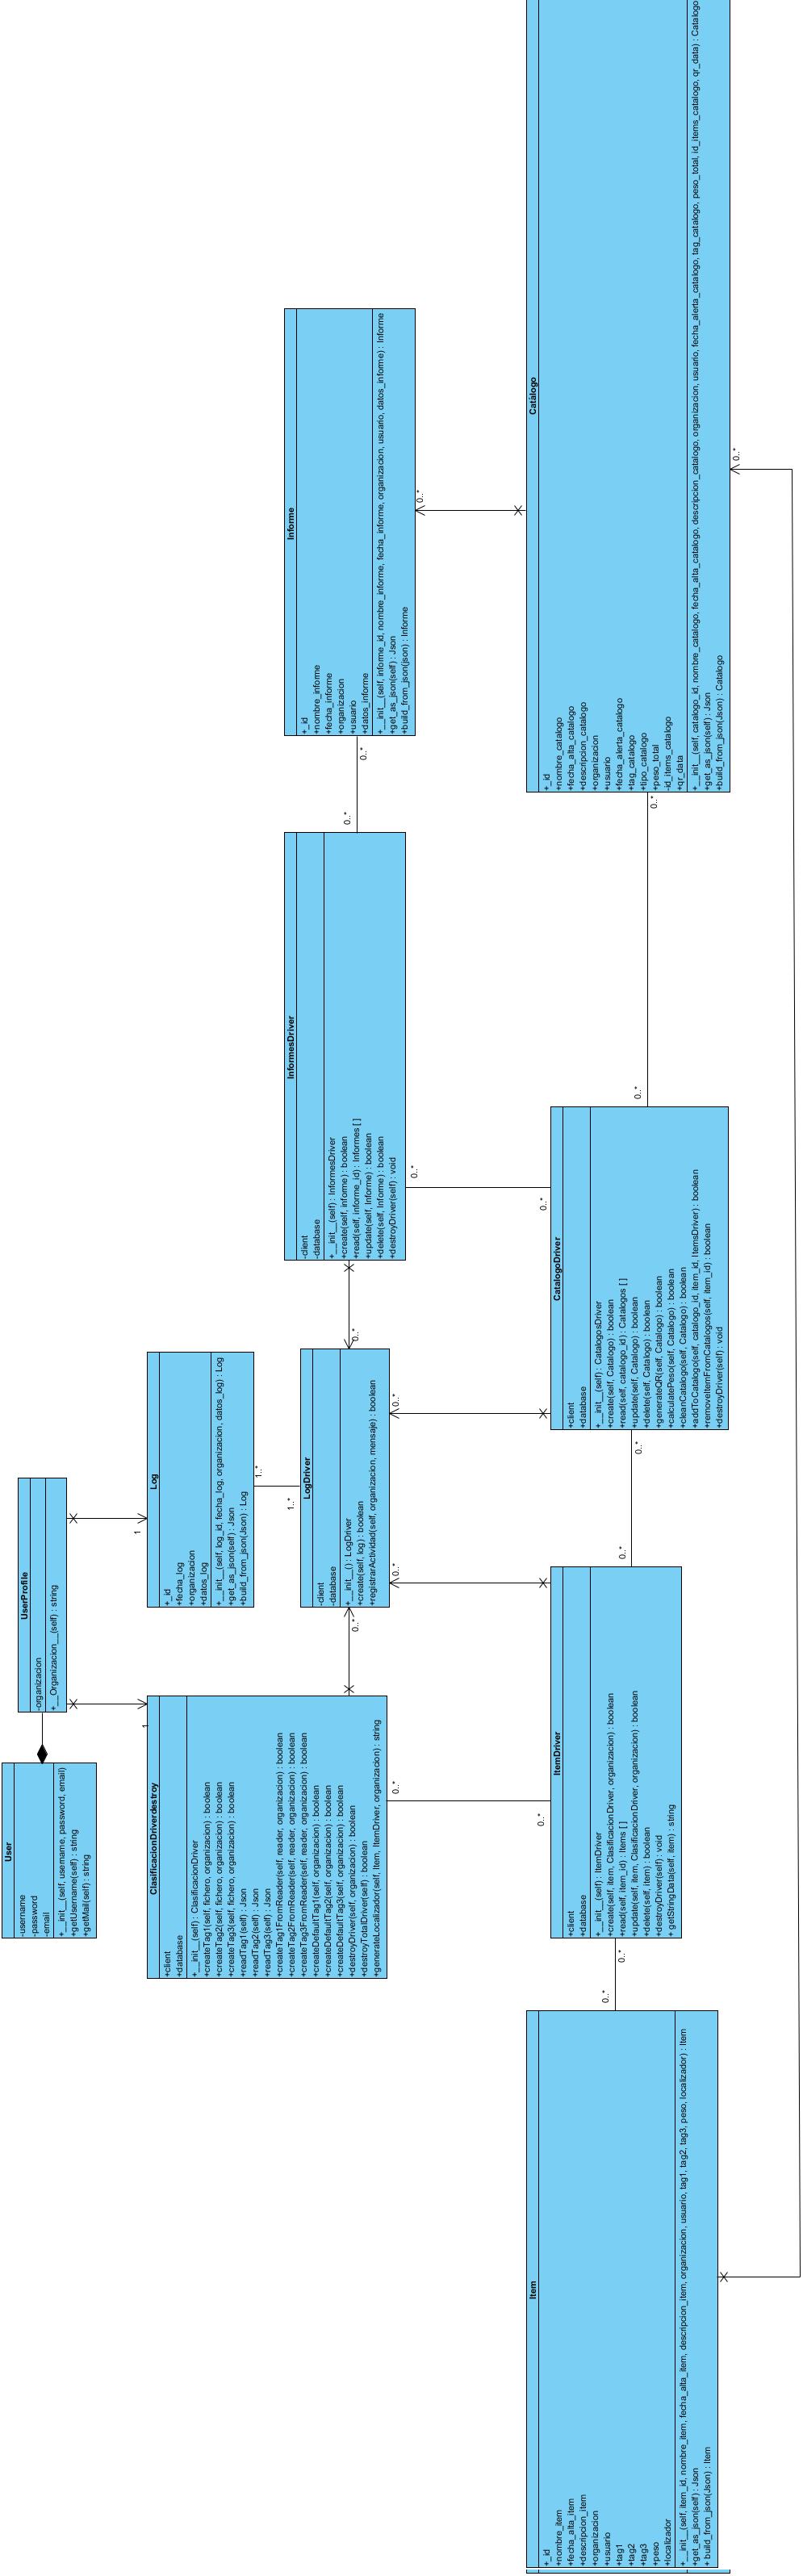 User
-username
-password
-email
+__init__(self, username, password, email)
+getUsername(self) : string
+getMail(self) : string
UserProfile
-organizacion
+__Organizacion__(self) : string
1
1
ClasificacionDriverdestroy
+client
+database
+__init__(self) : ClasificacionDriver
+createTag1(self, fichero, organizacion) : boolean
+createTag2(self, fichero, organizacion) : boolean
+createTag3(self, fichero, organizacion) : boolean
+readTag1(self) : Json
+readTag2(self) : Json
+readTag3(self) : Json
+createTag1FromReader(self, reader, organizacion) : boolean
+createTag2FromReader(self, reader, organizacion) : boolean
+createTag3FromReader(self, reader, organizacion) : boolean
+createDefaultTag1(self, organizacion) : boolean
+createDefaultTag2(self, organizacion) : boolean
+createDefaultTag3(self, organizacion) : boolean
+destroyDriver(self, organizacion) : boolean
+destroyTotalDriver(self) : boolean
+generateLocalizador(self, Item, ItemDriver, organizacion) : string
Log
+_id
+fecha_log
+organizacion
+datos_log
+__init__(self, log_id, fecha_log, organizacion, datos_log) : Log
+get_as_json(self) : Json
+build_from_json(Json) : Log
1..*
1..*
LogDriver
-client
-database
+__init__() : LogDriver
+create(self, log) : boolean
+registrarActividad(self, organizacion, mensaje) : boolean
0..*
0..*
0..*
0..*
InformesDriver
-client
-database
+__init__(self) : InformesDriver
+create(self, informe) : boolean
+read(self, informe_id) : Informes [ ]
+update(self, Informe) : boolean
+delete(self, Informe) : boolean
+destroyDriver(self) : void
0..*
0..*
Informe
+_id
+nombre_informe
+fecha_informe
+organizacion
+usuario
+datos_informe
+__init__(self, informe_id, nombre_informe, fecha_informe, organizacion, usuario, datos_informe) : Informe
+get_as_json(self) : Json
+build_from_json(json) : Informe
0..*
0..*
0..*
0..*
0..*
Item
+_id
+nombre_item
+fecha_alta_item
+descripcion_item
+organizacion
+usuario
+tag1
+tag2
+tag3
+peso
+localizador
+__init__(self, item_id, nombre_item, fecha_alta_item, descripcion_item, organizacion, usuario, tag1, tag2, tag3, peso, localizador) : Item
+get_as_json(self) : Json
+ build_from_json(Json) : Item
0..*
0..*
ItemDriver
+client
+database
+__init__(self) : ItemDriver
+create(self, item, ClasificacionDriver, organizacion) : boolean
+read(self, item_id) : Items [ ]
+update(self, item, ClasificacionDriver, organizacion) : boolean
+delete(self, item) : boolean
+destroyDriver(self) : void
+ getStringData(self, item) : string
0..*
0..*
CatalogoDriver
+client
+database
+__init__(self) : CatalogosDriver
+create(self, Catalogo) : boolean
+read(self, catalogo_id) : Catalogos [ ]
+update(self, Catalogo) : boolean
+delete(self, Catalogo) : boolean
+generateQR(self, Catalogo) : boolean
+calculatePeso(self, Catalogo) : boolean
+cleanCatalogo(self, Catalogo) : boolean
+addToCatalogo(self, catalogo_id, item_id, ItemsDriver) : boolean
+removeItemFromCatalogos(self, item_id) : boolean
+destroyDriver(self) : void
0..*
0..*
Catálogo
+_id
+nombre_catalogo
+fecha_alta_catalogo
+descripcion_catalogo
+organizacion
+usuario
+fecha_alerta_catalogo
+tag_catalogo
+tipo_catalogo
+peso_total
-id_items_catalogo
+qr_data
+__init__(self, catalogo_id, nombre_catalogo, fecha_alta_catalogo, descripcion_catalogo, organizacion, usuario, fecha_alerta_catalogo, tag_catalogo, peso_total, id_items_catalogo, qr_data) : Catalogo
+get_as_json(self) : Json
+build_from_json(Json) : Catalogo
0..*